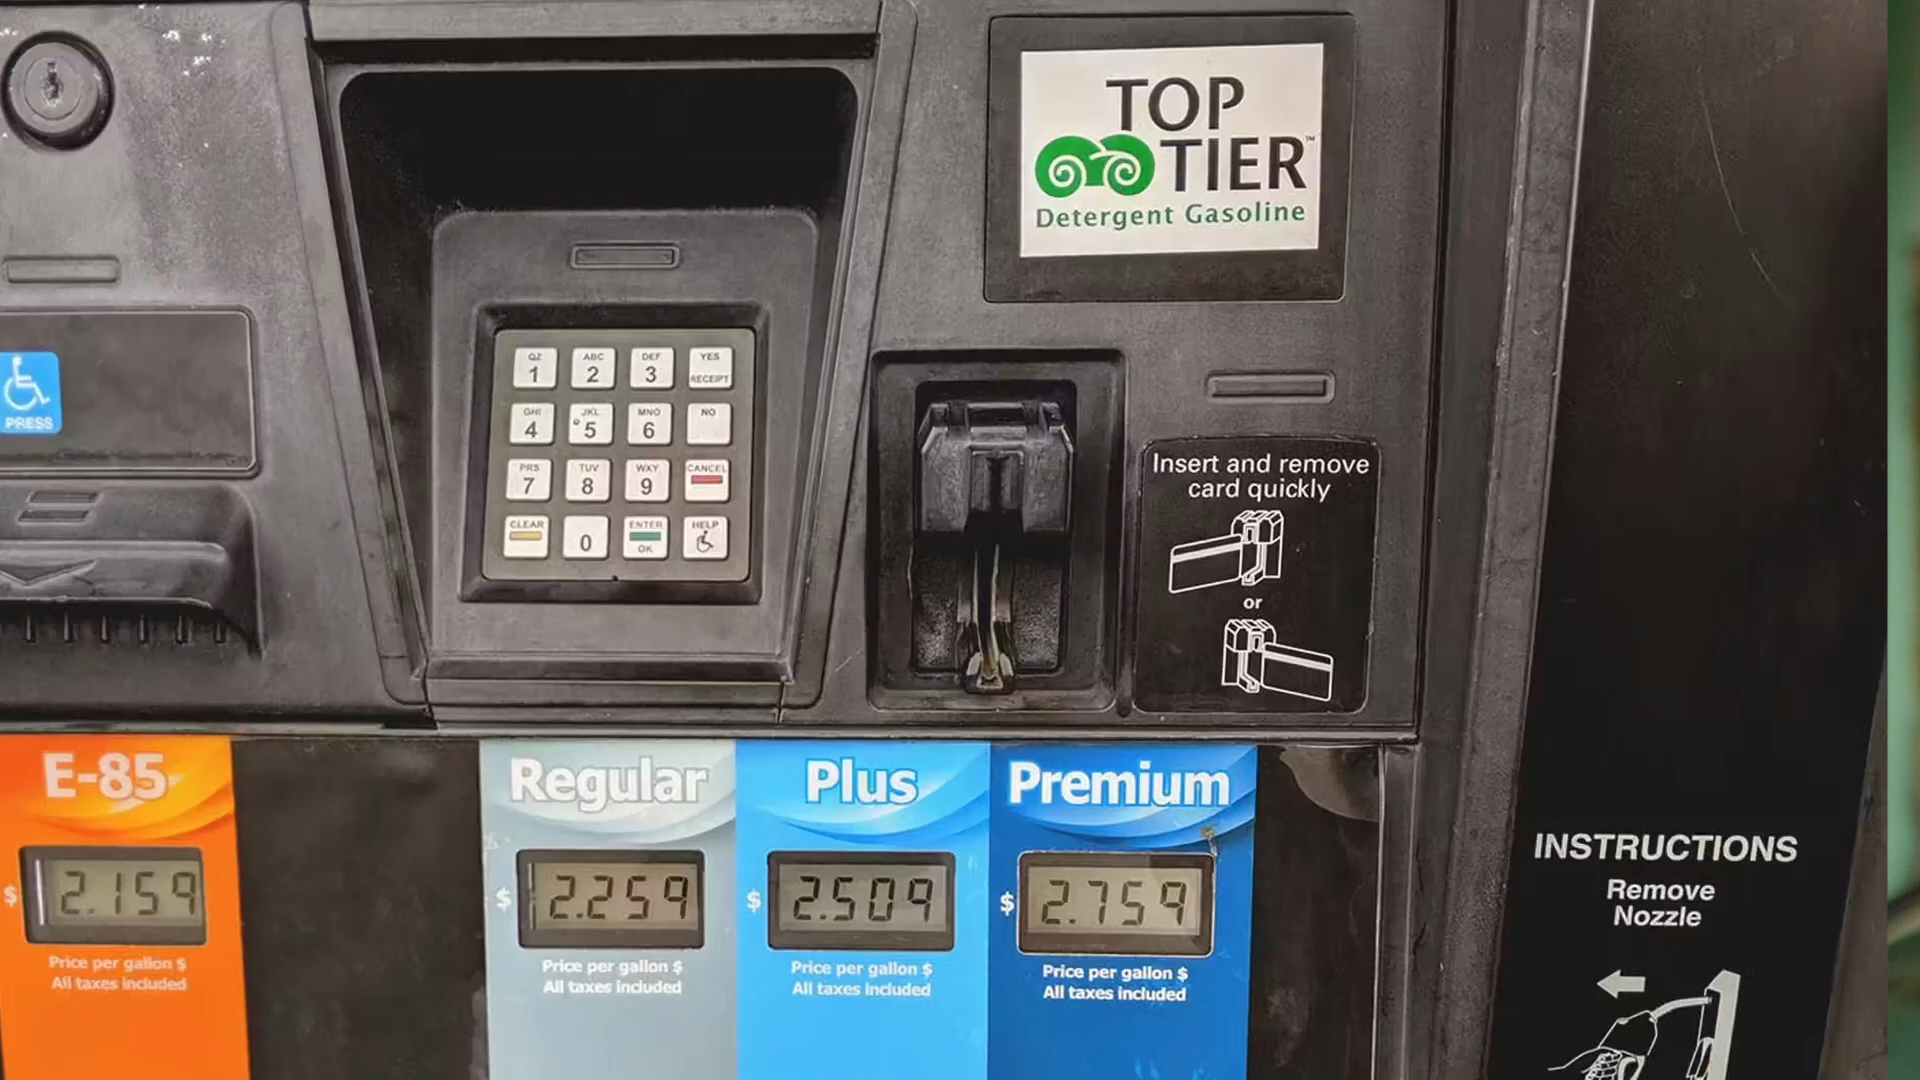 TOP
TIER™
Detergent Gasoline
PRESS
QZ ABC DEF YES
1 2 3 RECEIPT
GHI JKL MNO NO
4 5 6
PRS TUV WXY CANCEL
7 8 9
CLEAR 0 ENTER HELP
OK
Insert and remove
card quickly
or
E-85
$ 2.159
Price per gallon $
All taxes included
Regular
$ 2.259
Price per gallon $
All taxes included
Plus
$ 2.509
Price per gallon $
All taxes included
Premium
$ 2.759
Price per gallon $
All taxes included
INSTRUCTIONS
Remove
Nozzle